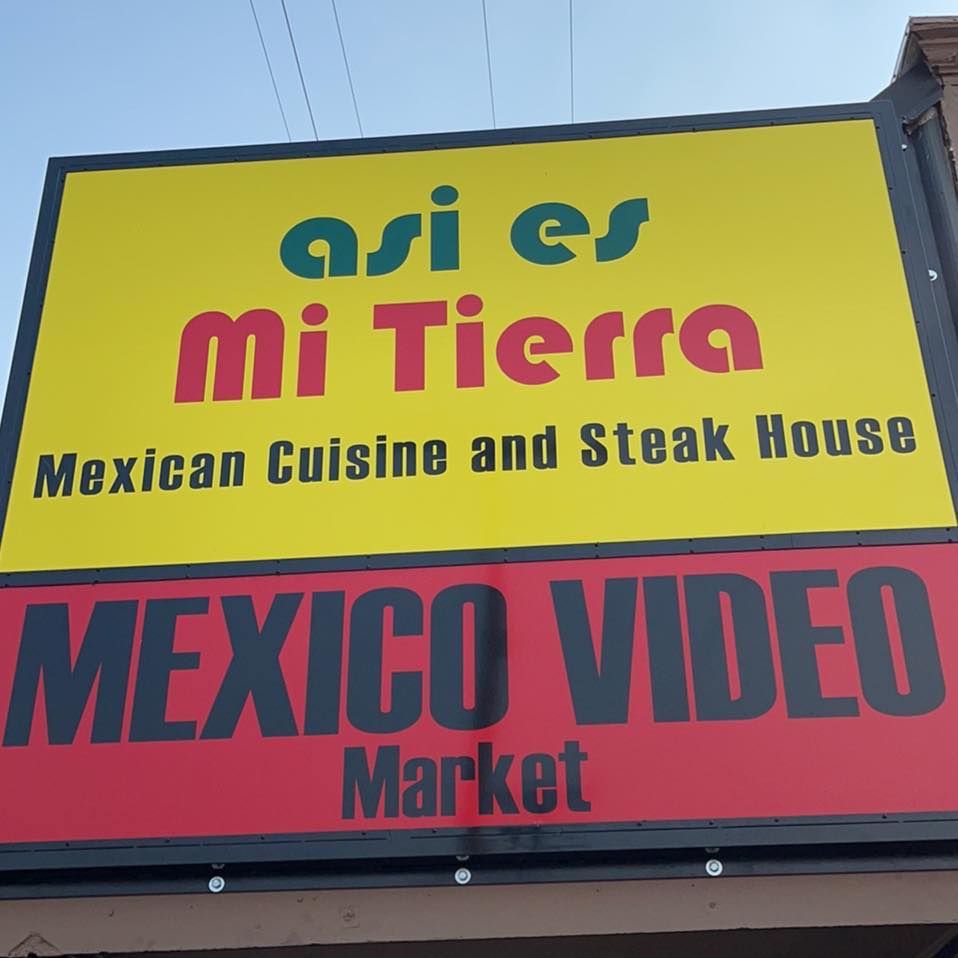 asi es
Mi Tierra
Mexican Cuisine and Steak House
MEXICO VIDEO
Market